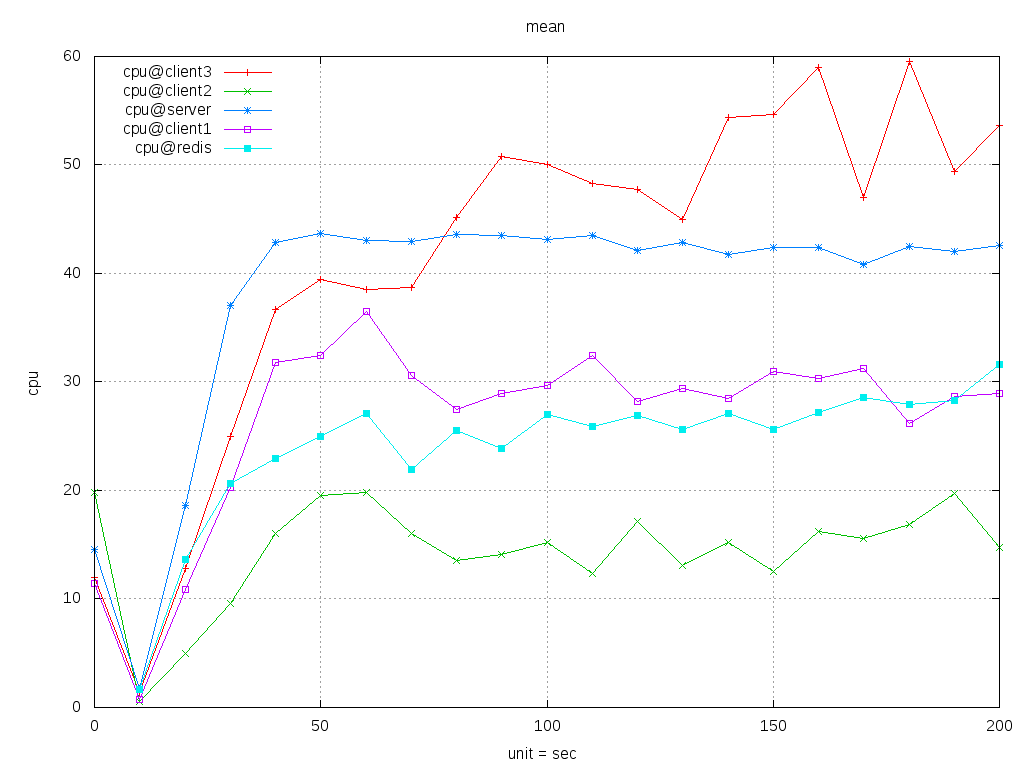 mean
60
50
40
30
20
10
0
cpu
cpu@client3
cpu@client2
cpu@server
cpu@client1
cpu@redis
0 50 100 150 200
unit = sec